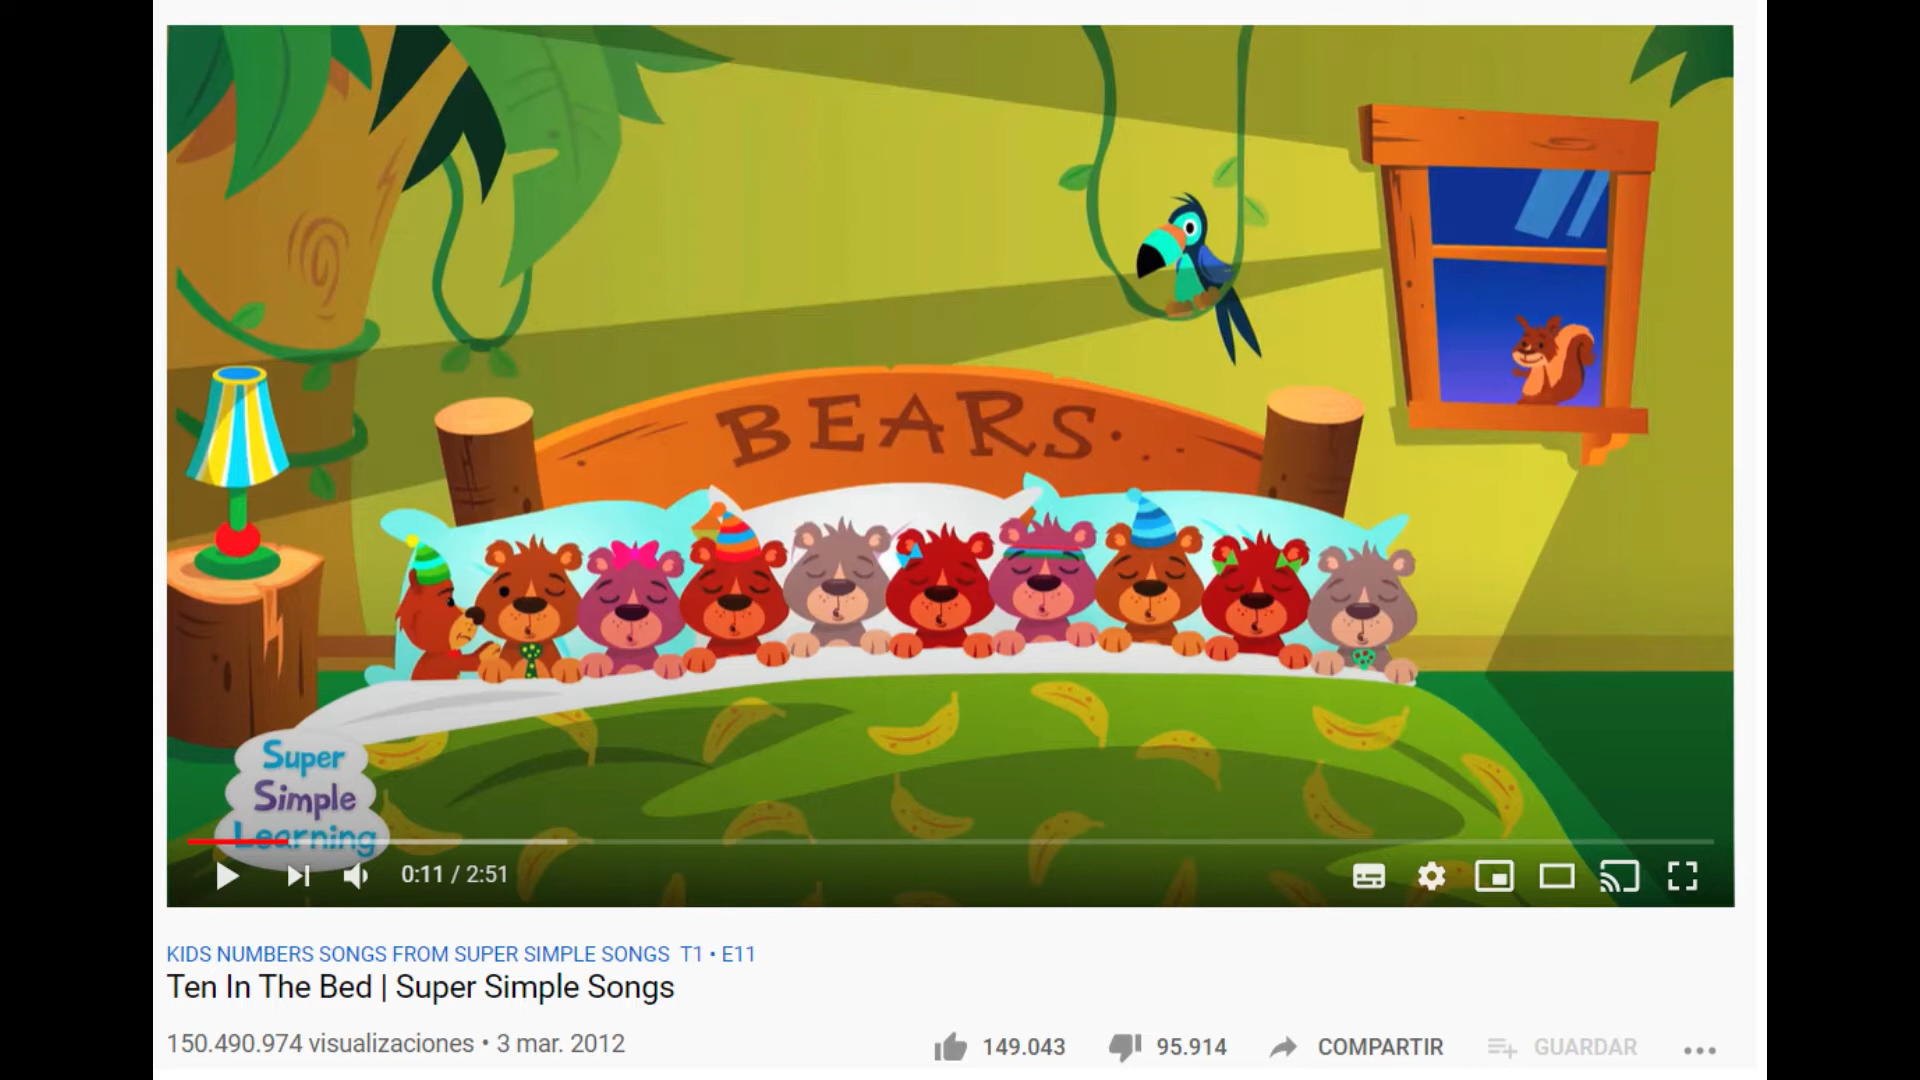 BEARS
Super
Simple
Learning
0:11 / 2:51
KIDS NUMBERS SONGS FROM SUPER SIMPLE SONGS T1 • E11
Ten In The Bed | Super Simple Songs
150.490.974 visualizaciones • 3 mar. 2012
149.043 95.914 COMPARTIR GUARDAR